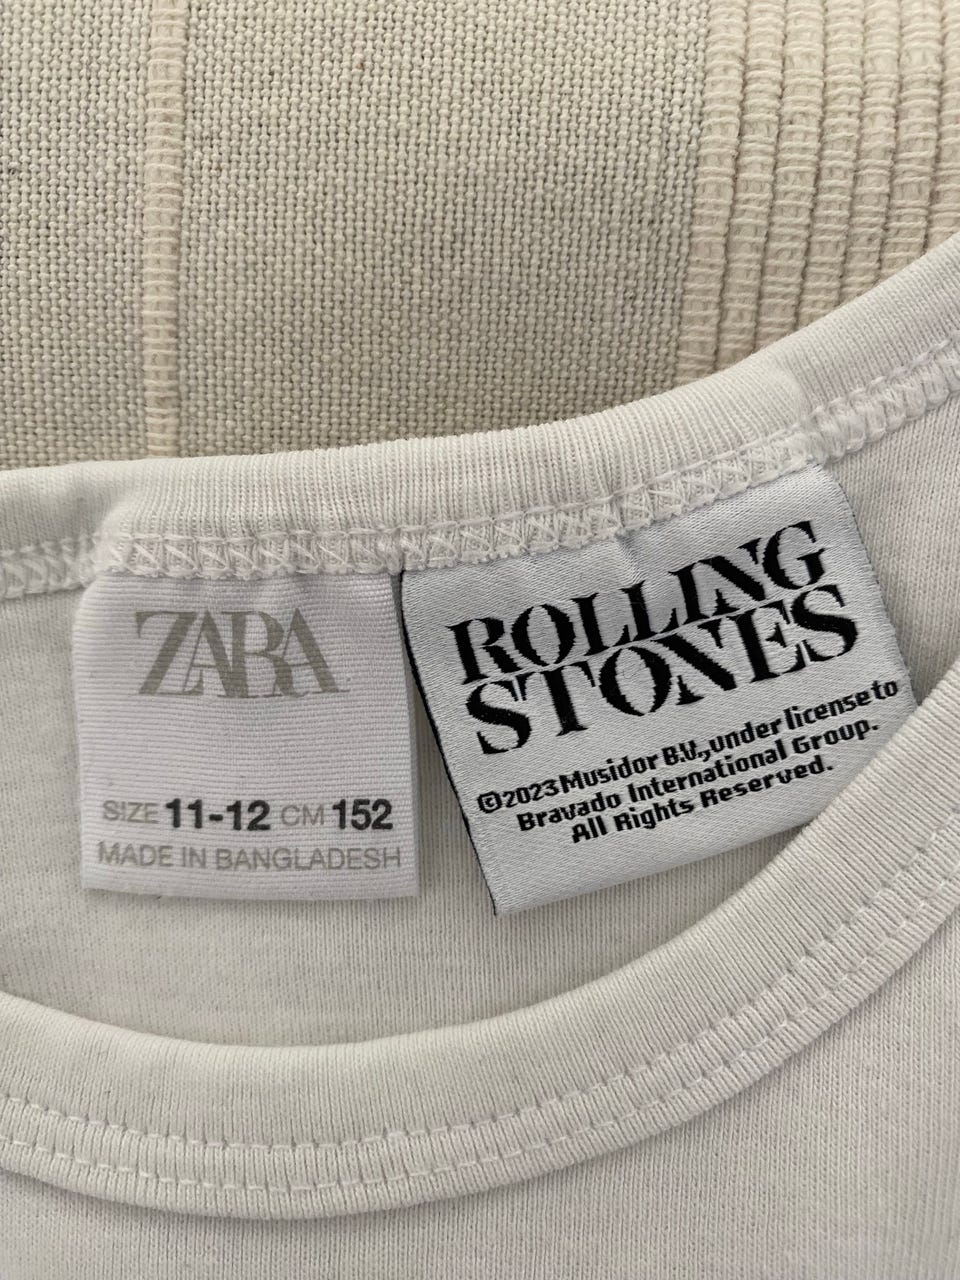 ZARA
SIZE 11-12 CM 152
MADE IN BANGLADESH
ROLLING
STONES
©2023 Musidor B.V., under license to
Bravado International Group.
All Rights Reserved.